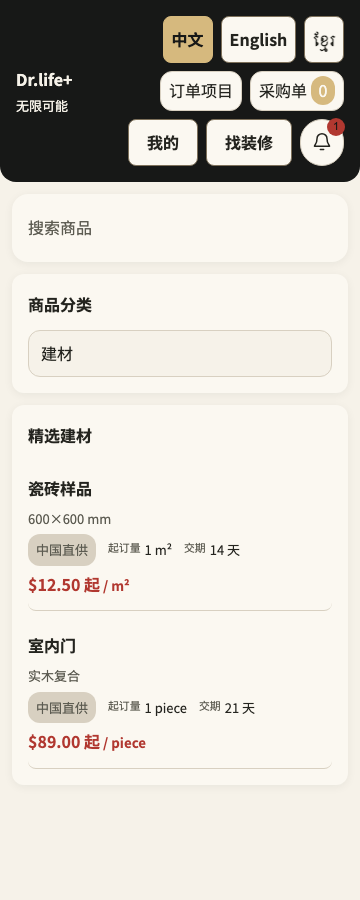 中文 English ខ្មែរ
Dr.life+
无限可能
订单项目 采购单 0
我的 找装修 1
搜索商品
商品分类
建材
精选建材
瓷砖样品
600×600 mm
中国直供 起订量 1 m² 交期 14 天
$12.50 起 / m²
室内门
实木复合
中国直供 起订量 1 piece 交期 21 天
$89.00 起 / piece